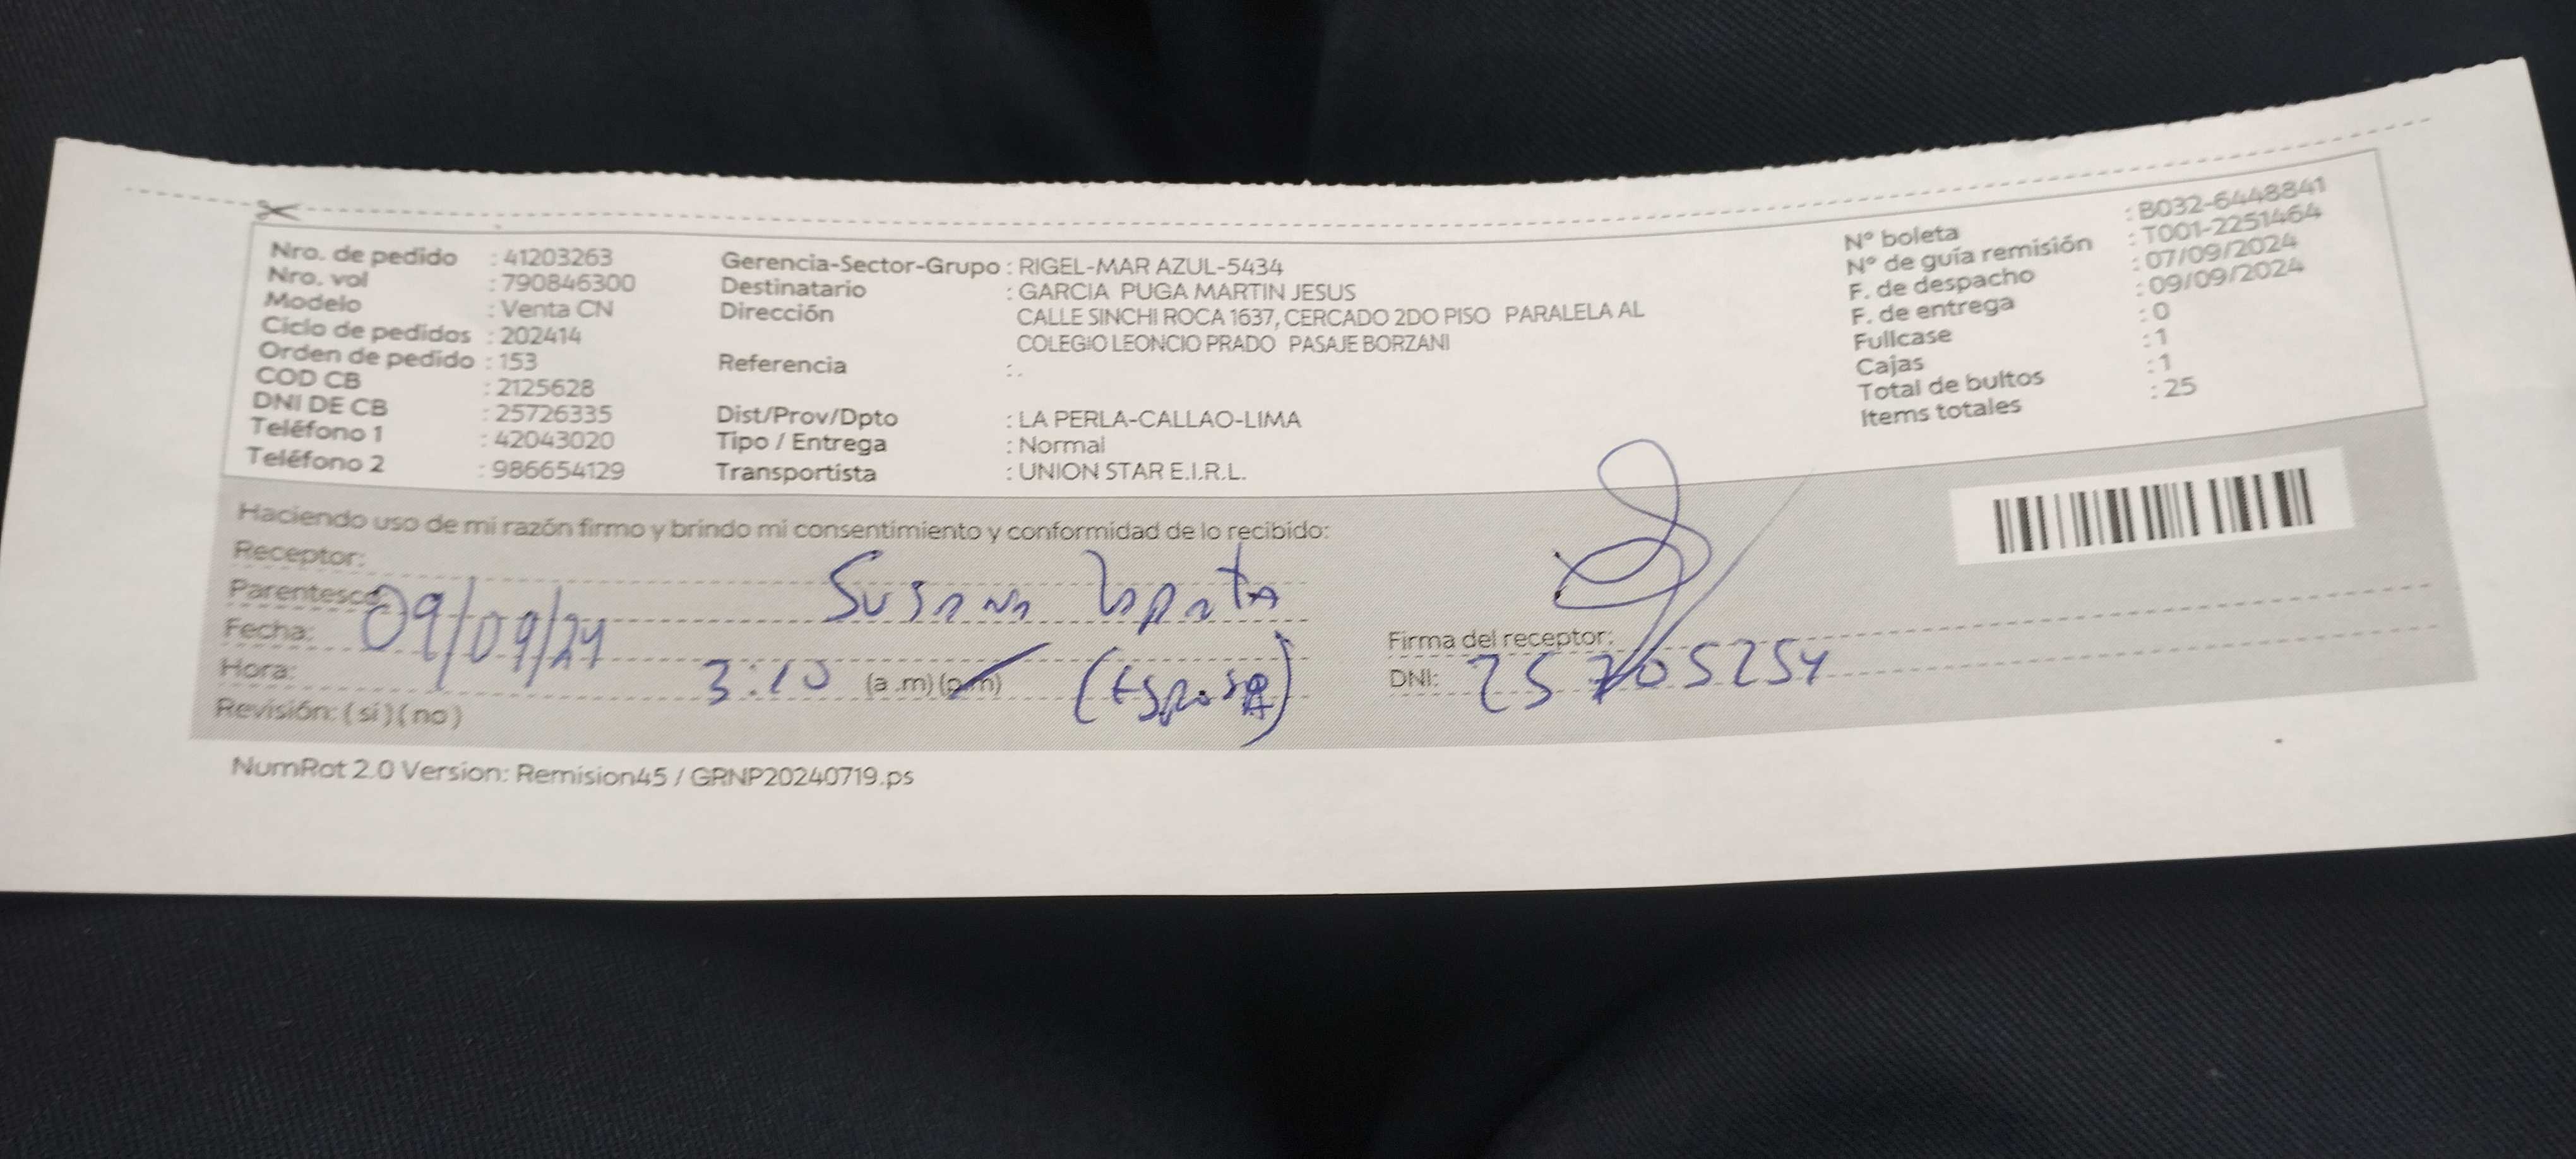 Nro. de pedido : 41203263
Nro. vol : 790846300
Modelo : Venta CN
Ciclo de pedidos : 202414
Orden de pedido : 153
COD CB : 2125628
DNI DE CB : 25726335
Teléfono 1 : 42043020
Teléfono 2 : 986654129
Gerencia-Sector-Grupo : RIGEL-MAR AZUL-5434
Destinatario : GARCIA PUGA MARTIN JESUS
Dirección CALLE SINCHI ROCA 1637, CERCADO 2DO PISO PARALELA AL
COLEGIO LEONCIO PRADO PASAJE BORZANI
Referencia : .
Dist/Prov/Dpto : LA PERLA-CALLAO-LIMA
Tipo / Entrega : Normal
Transportista : UNION STAR E.I.R.L.
N° boleta : B032-6448841
N° de guía remisión : T001-2251464
F. de despacho : 07/09/2024
F. de entrega : 09/09/2024
Fullcase : 0
Cajas : 1
Total de bultos : 1
Items totales : 25
Haciendo uso de mi razón firmo y brindo mi consentimiento y conformidad de lo recibido:
Receptor:
Parentesco: Susana Zapata
Fecha: 09/09/24
Hora: 3:10 (a.m) (p.m) (Esposa)
Revisión: ( si ) ( no )
Firma del receptor:
DNI: 25705254
NumRot 2.0 Version: Remision45 / GRNP20240719.ps